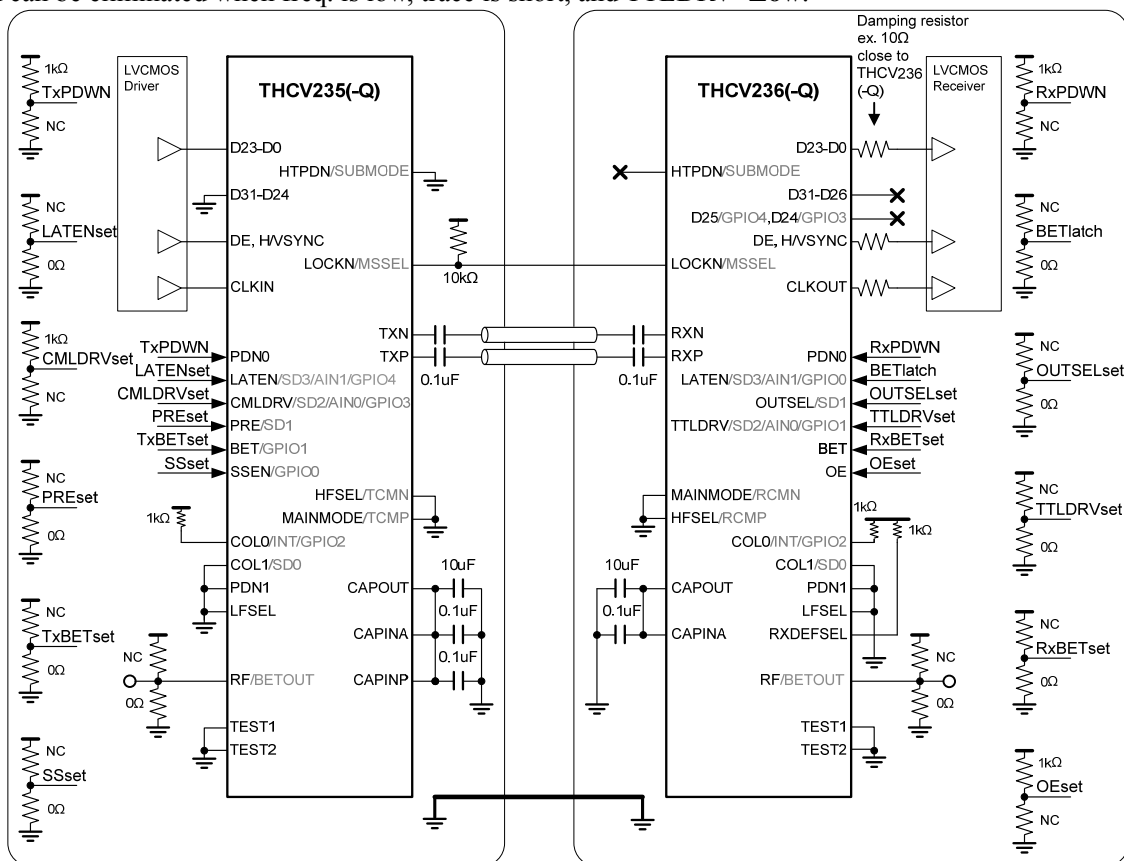 can be eliminated when freq. is low, trace is short, and TTLDRV=Low.
1kΩ
TxPDWN
NC
NC
LATENset
0Ω
1kΩ
CMLDRVset
NC
NC
PREset
0Ω
NC
TxBETset
0Ω
NC
SSset
0Ω
LVCMOS
Driver
THCV235(-Q)
D23-D0
HTPDN/SUBMODE
D31-D24
DE, H/VSYNC
LOCKN/MSSEL
10kΩ
CLKIN
TXN
TXP
0.1uF
TxPDWN
PDN0
LATENset
LATEN/SD3/AIN1/GPIO4
CMLDRVset
CMLDRV/SD2/AIN0/GPIO3
PREset
PRE/SD1
TxBETset
BET/GPIO1
SSset
SSEN/GPIO0
HFSEL/TCMN
MAINMODE/TCMP
1kΩ
COL0/INT/GPIO2
COL1/SD0
PDN1
LFSEL
CAPOUT
10uF
0.1uF
CAPINA
0.1uF
CAPINP
NC
0Ω
RF/BETOUT
TEST1
TEST2
THCV236(-Q)
Damping resistor
ex. 10Ω
close to
THCV236
(-Q)
LVCMOS
Receiver
D23-D0
HTPDN/SUBMODE
D31-D26
D25/GPIO4,D24/GPIO3
DE, H/VSYNC
LOCKN/MSSEL
CLKOUT
RXN
RXP
0.1uF
PDN0
RxPDWN
LATEN/SD3/AIN1/GPIO0
BETlatch
OUTSEL/SD1
OUTSELset
TTLDRV/SD2/AIN0/GPIO1
TTLDRVset
BET
RxBETset
OE
OEset
MAINMODE/RCMN
HFSEL/RCMP
1kΩ
1kΩ
COL0/INT/GPIO2
COL1/SD0
10uF
CAPOUT
PDN1
0.1uF
LFSEL
CAPINA
RXDEFSEL
NC
0Ω
RF/BETOUT
TEST1
TEST2
1kΩ
RxPDWN
NC
NC
BETlatch
0Ω
NC
OUTSELset
0Ω
NC
TTLDRVset
0Ω
NC
RxBETset
0Ω
1kΩ
OEset
NC